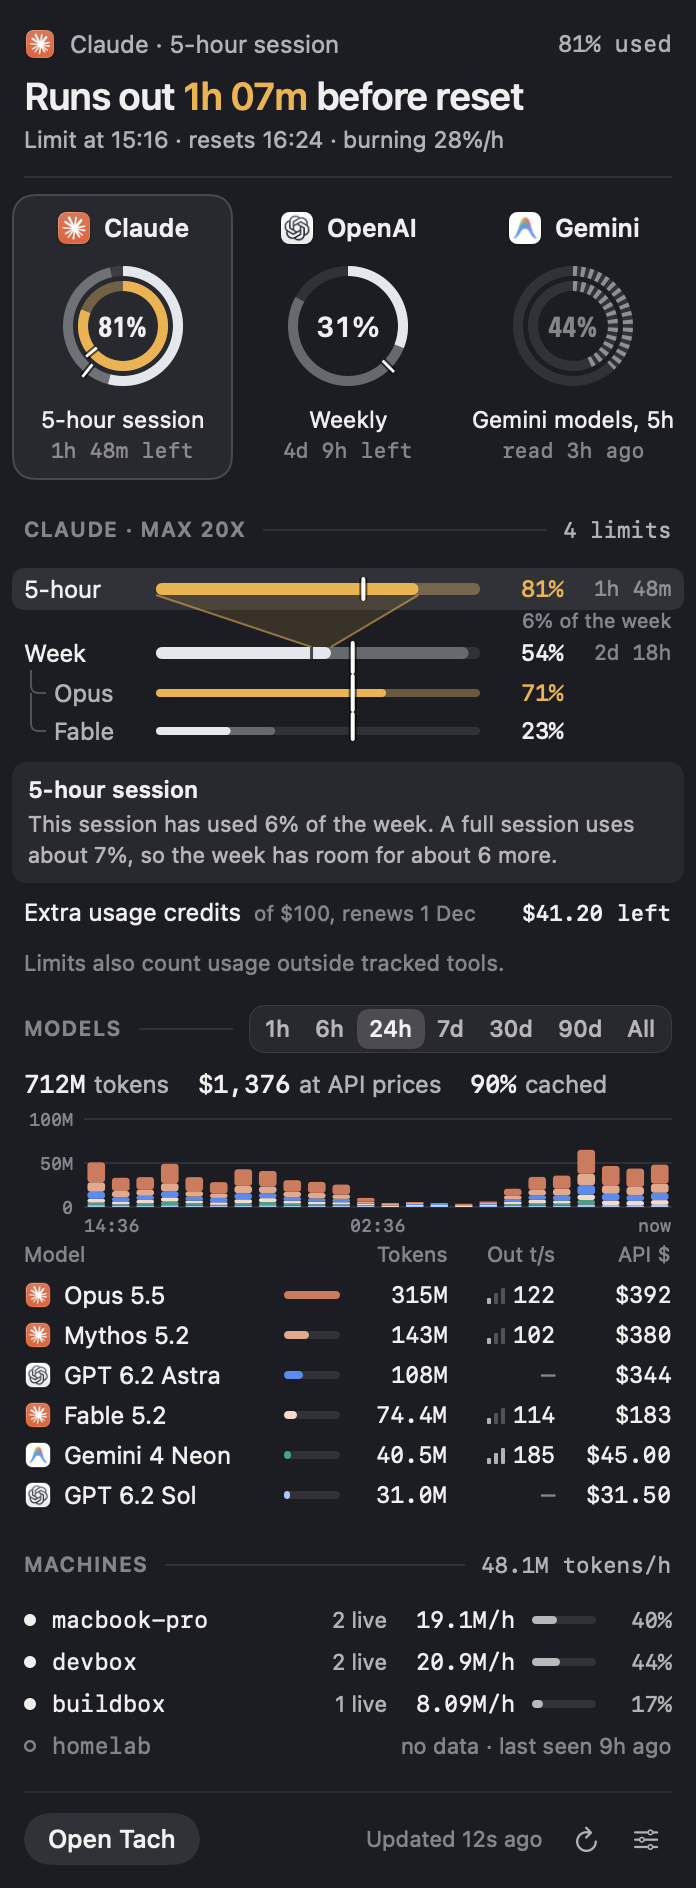 Claude · 5-hour session 81% used
Runs out 1h 07m before reset
Limit at 15:16 · resets 16:24 · burning 28%/h
Claude OpenAI Gemini
81% 31% 44%
5-hour session Weekly Gemini models, 5h
1h 48m left 4d 9h left read 3h ago
CLAUDE · MAX 20X 4 limits
5-hour 81% 1h 48m
6% of the week
Week 54% 2d 18h
Opus 71%
Fable 23%
5-hour session
This session has used 6% of the week. A full session uses
about 7%, so the week has room for about 6 more.
Extra usage credits of $100, renews 1 Dec $41.20 left
Limits also count usage outside tracked tools.
MODELS 1h 6h 24h 7d 30d 90d All
712M tokens $1,376 at API prices 90% cached
100M
50M
0
14:36 02:36 now
Model Tokens Out t/s API $
Opus 5.5 315M 122 $392
Mythos 5.2 143M 102 $380
GPT 6.2 Astra 108M — $344
Fable 5.2 74.4M 114 $183
Gemini 4 Neon 40.5M 185 $45.00
GPT 6.2 Sol 31.0M — $31.50
MACHINES 48.1M tokens/h
macbook-pro 2 live 19.1M/h 40%
devbox 2 live 20.9M/h 44%
buildbox 1 live 8.09M/h 17%
homelab no data · last seen 9h ago
Open Tach Updated 12s ago